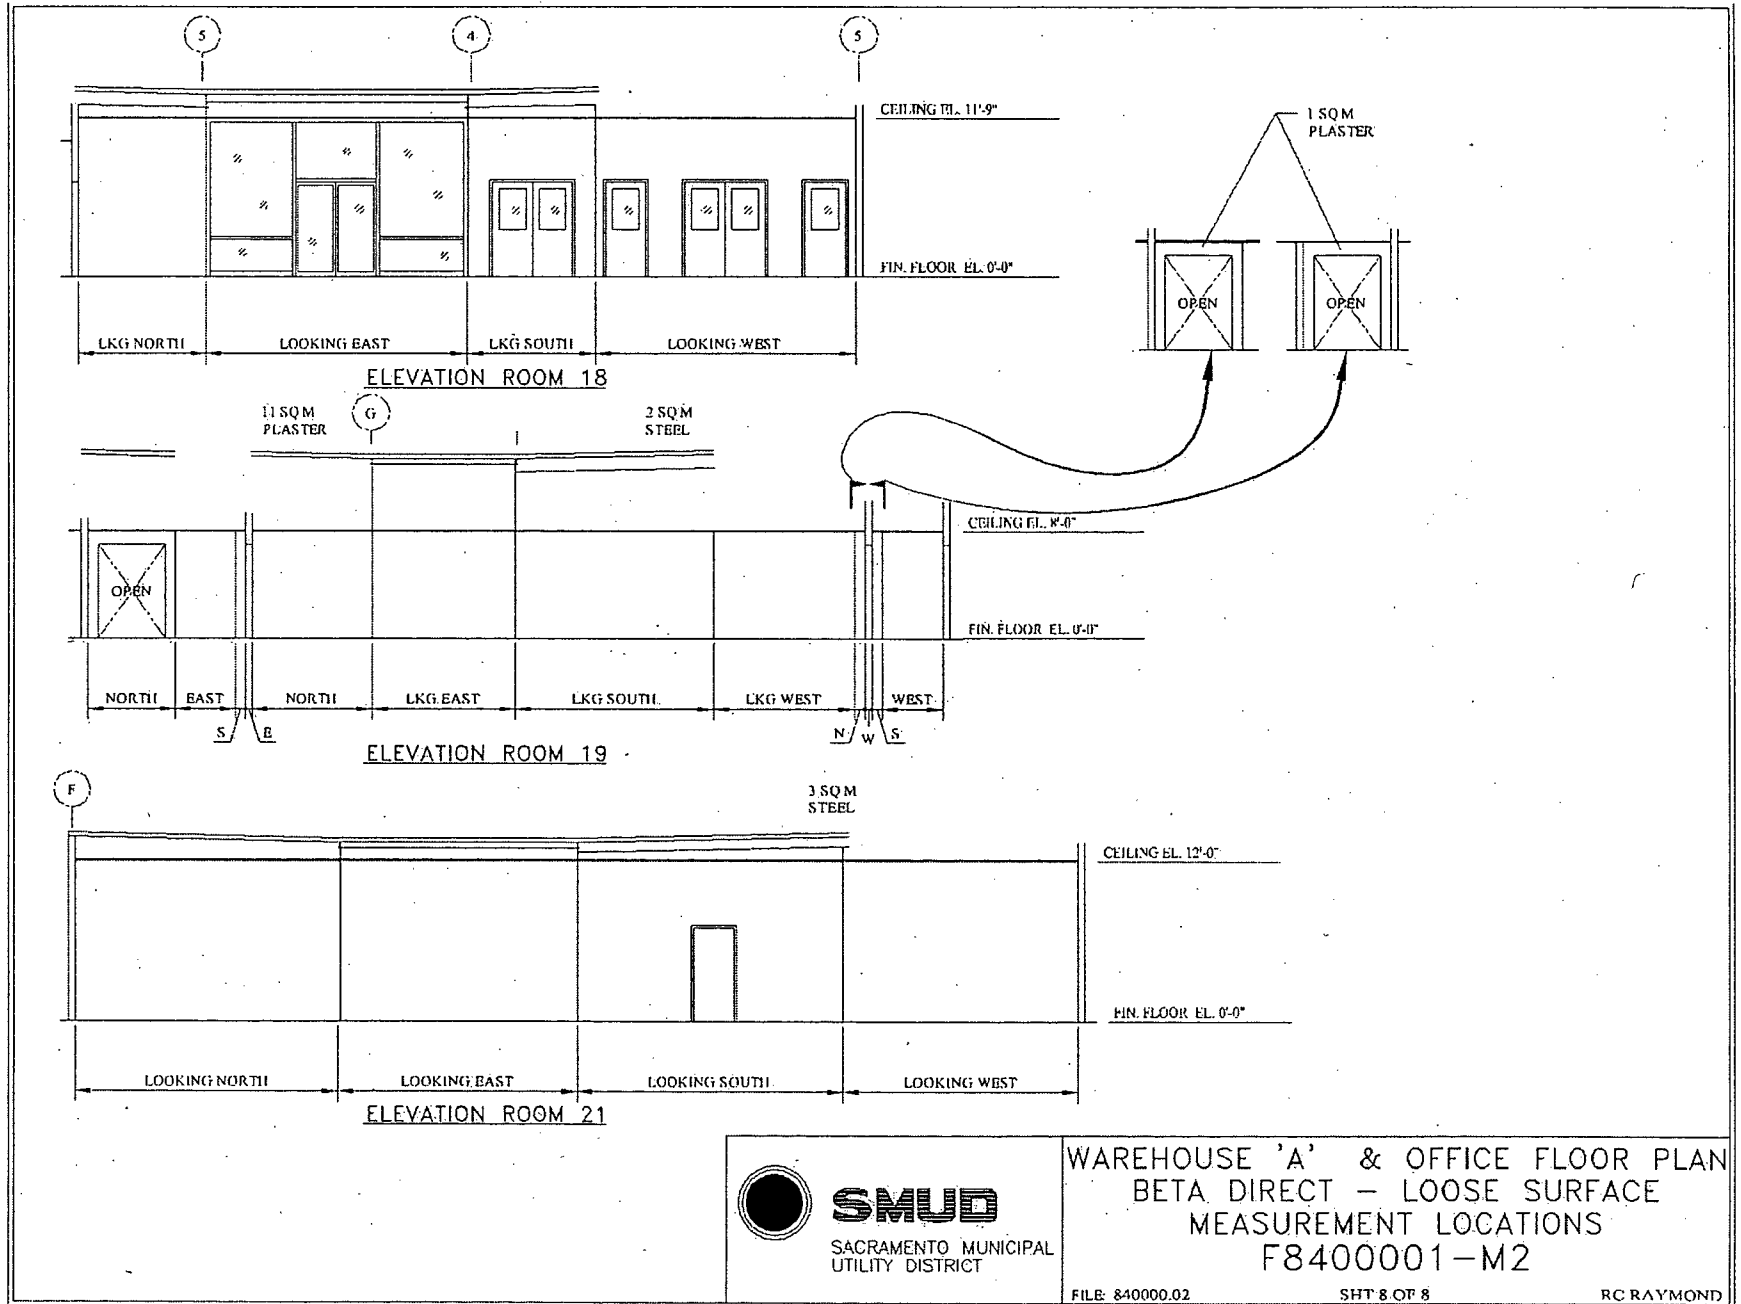 5
4
5
CEILING EL. 11'-9"
1 SQ M
PLASTER
OPEN
OPEN
FIN. FLOOR EL. 0'-0"
LKG NORTH
LOOKING EAST
LKG SOUTH
LOOKING WEST
ELEVATION ROOM 18
11 SQ M
PLASTER
G
2 SQ M
STEEL
CEILING EL. 8'-0"
OPEN
FIN. FLOOR EL. 0'-0"
NORTH
EAST
NORTH
LKG EAST
LKG SOUTH
LKG WEST
WEST
S
E
N
W
S
ELEVATION ROOM 19
F
3 SQ M
STEEL
CEILING EL. 12'-0"
FIN. FLOOR EL. 0'-0"
LOOKING NORTH
LOOKING EAST
LOOKING SOUTH
LOOKING WEST
ELEVATION ROOM 21
SMUD
SACRAMENTO MUNICIPAL
UTILITY DISTRICT
WAREHOUSE 'A' & OFFICE FLOOR PLAN
BETA DIRECT – LOOSE SURFACE
MEASUREMENT LOCATIONS
F8400001-M2
FILE: 840000.02
SHT 8 OF 8
RC RAYMOND